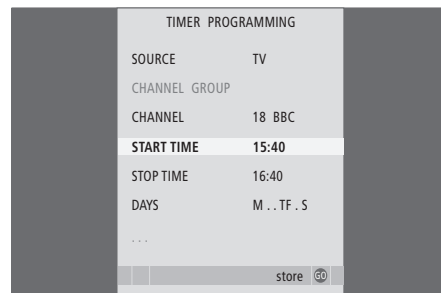 TIMER PROGRAMMING
SOURCE TV
CHANNEL GROUP
CHANNEL 18 BBC
START TIME 15:40
STOP TIME 16:40
DAYS M . . TF . S
. . .
store GO